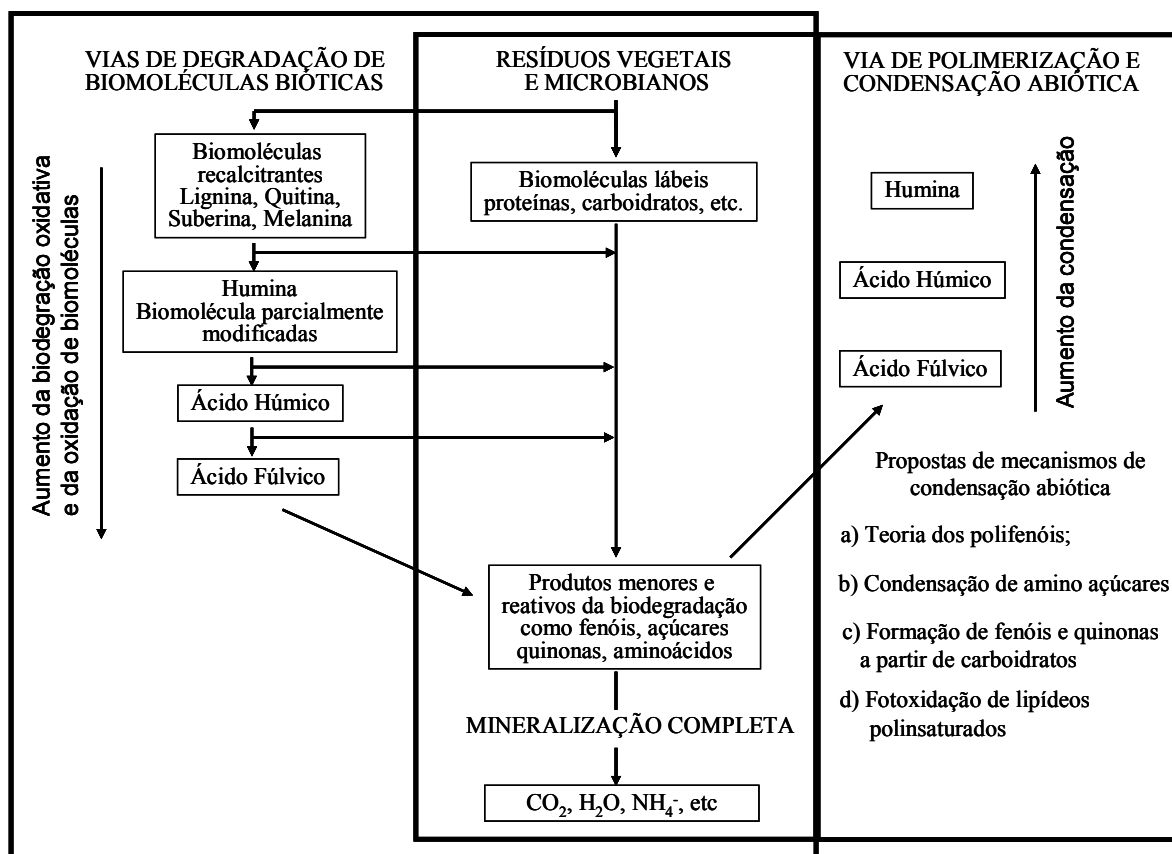 VIAS DE DEGRADAÇÃO DE
BIOMOLÉCULAS BIÓTICAS
Aumento da biodegração oxidativa
e da oxidação de biomoléculas
Biomoléculas
recalcitrantes
Lignina, Quitina,
Suberina, Melanina
Humina
Biomolécula parcialmente
modificadas
Ácido Húmico
Ácido Fúlvico
RESÍDUOS VEGETAIS
E MICROBIANOS
Biomoléculas lábeis
proteínas, carboidratos, etc.
Produtos menores e
reativos da biodegradação
como fenóis, açúcares
quinonas, aminoácidos
MINERALIZAÇÃO COMPLETA
CO₂, H₂O, NH₄⁻, etc
VIA DE POLIMERIZAÇÃO E
CONDENSAÇÃO ABIÓTICA
Humina
Ácido Húmico
Ácido Fúlvico
Aumento da condensação
Propostas de mecanismos de
condensação abiótica
a) Teoria dos polifenóis;
b) Condensação de amino açúcares
c) Formação de fenóis e quinonas
a partir de carboidratos
d) Fotoxidação de lipídeos
polinsaturados